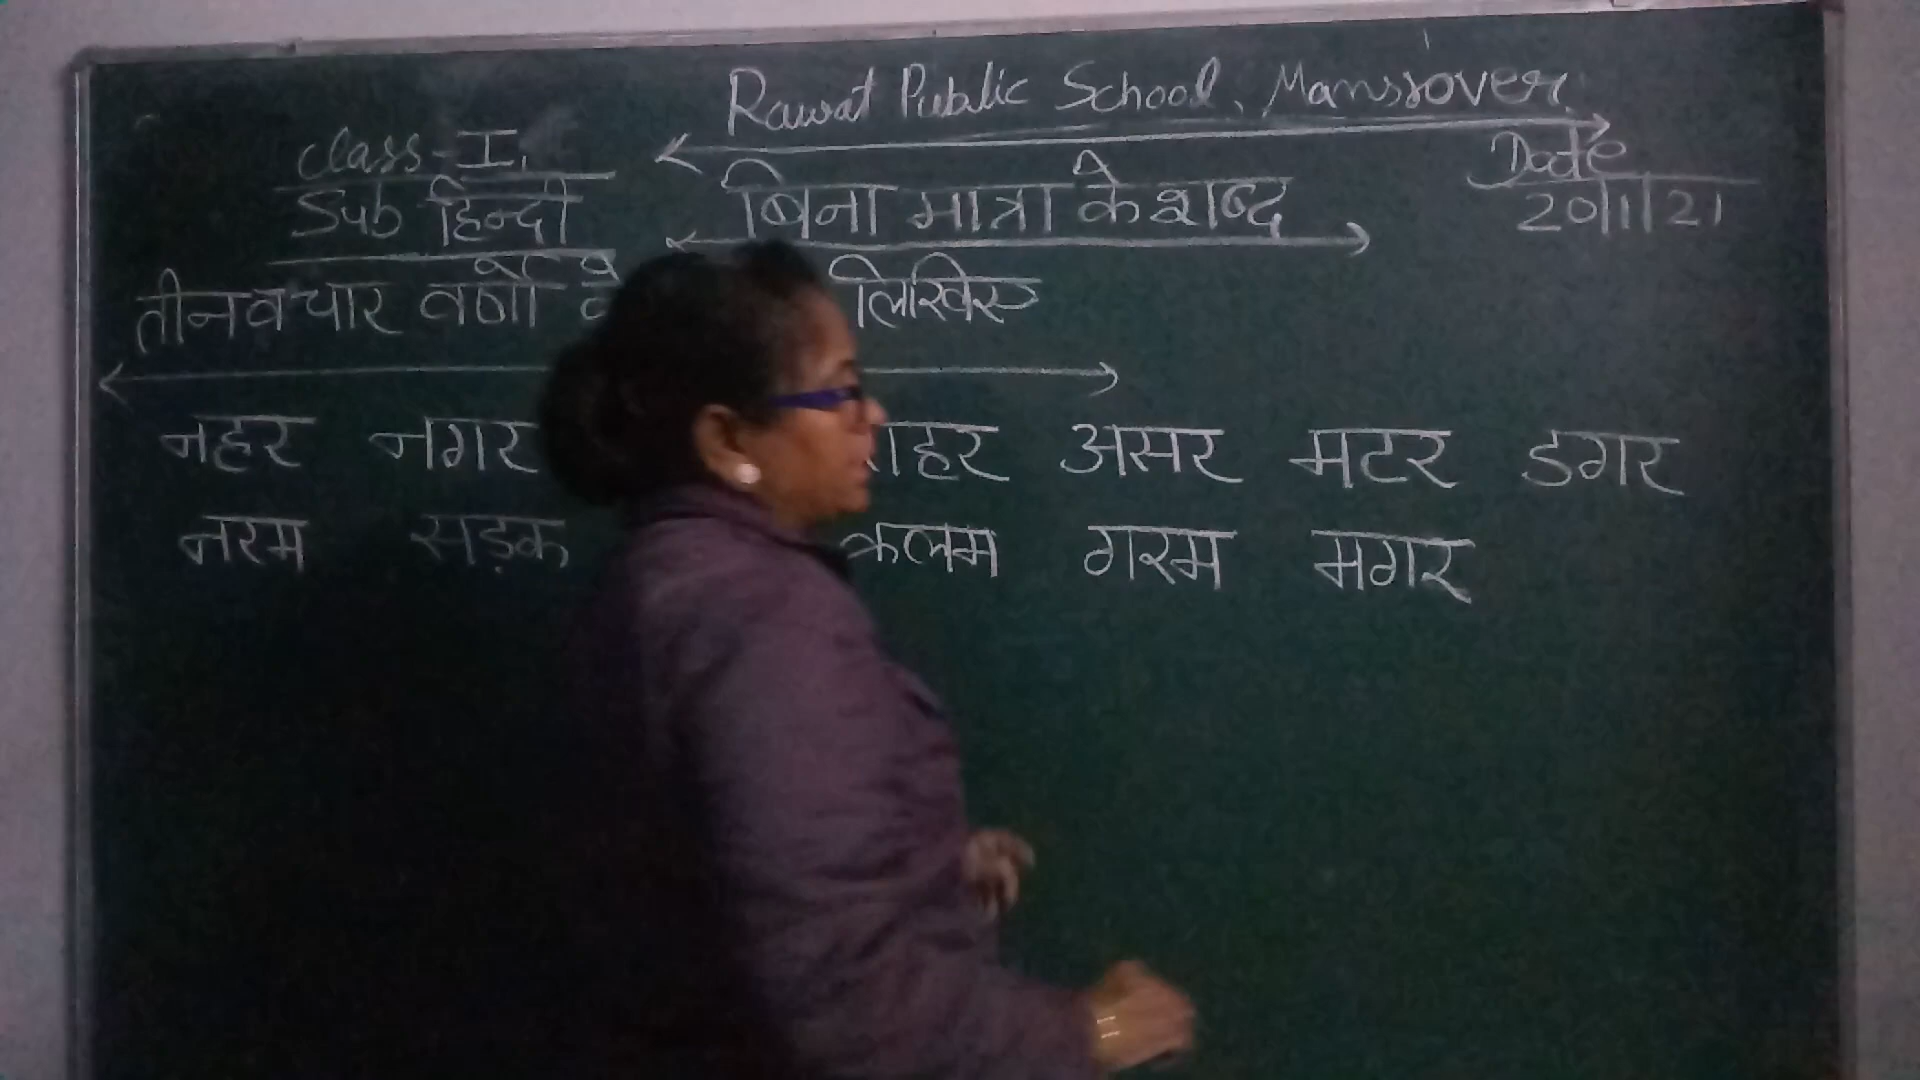 Rawat Public School, Mansrover.
Class-I
Sub हिन्दी
बिना मात्रा के शब्द
Date
20/1/21
तीन व चार वर्णों लिखिए
नहर नगर असर मटर डगर
नरम सड़क कलम गरम मगर